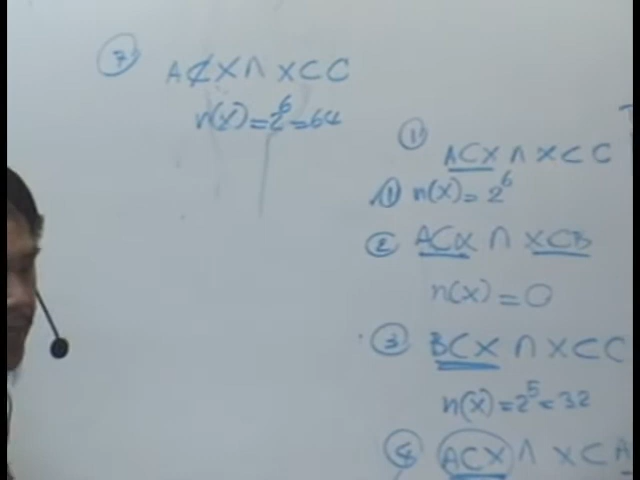 7 A⊄X∩X⊂C
n(X)=2⁶=64
1 A⊂X∩X⊂C
1 n(X)=2⁶
2 A⊂X∩X⊂B
n(X)=0
3 B⊂X∩X⊂C
n(X)=2⁵=32
4 A⊂X∩X⊂A